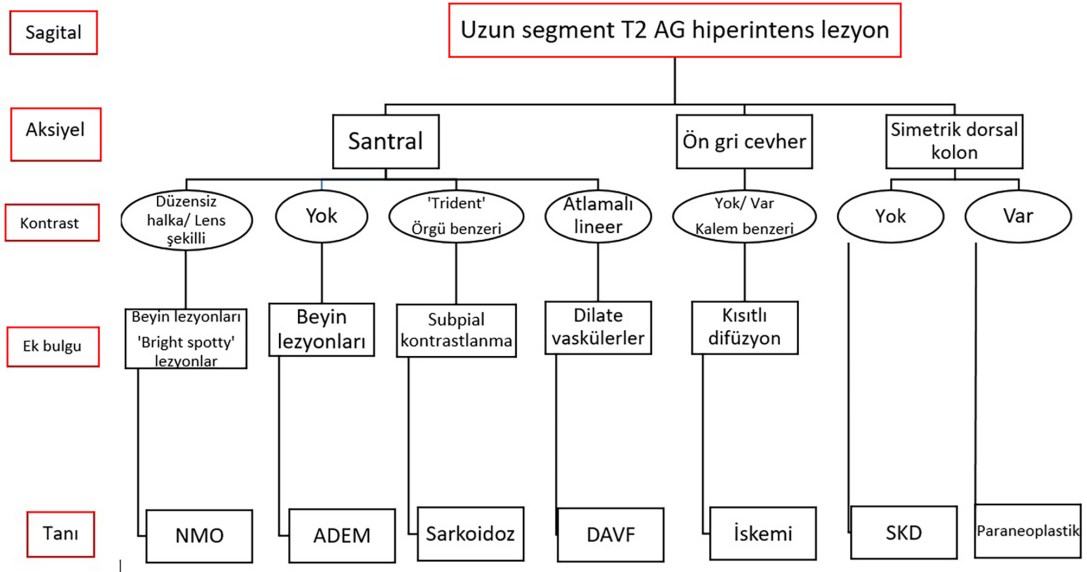 Sagital
Uzun segment T2 AG hiperintens lezyon
Aksiyel
Santral
Ön gri cevher
Simetrik dorsal
kolon
Kontrast
Düzensiz
halka/ Lens
şekilli
Yok
'Trident'
Örgü benzeri
Atlamalı
lineer
Yok/ Var
Kalem benzeri
Yok
Var
Ek bulgu
Beyin lezyonları
'Bright spotty'
lezyonlar
Beyin
lezyonları
Subpial
kontrastlanma
Dilate
vaskülerler
Kısıtlı
difüzyon
Tanı
NMO
ADEM
Sarkoidoz
DAVF
İskemi
SKD
Paraneoplastik